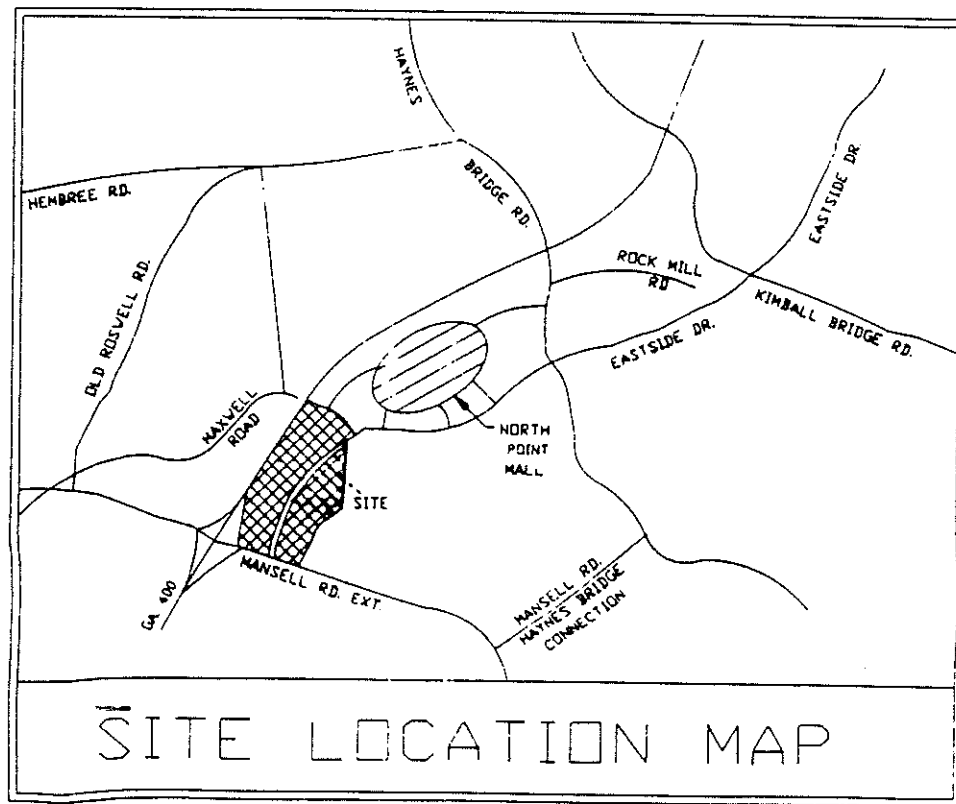 HAYNES
BRIDGE RD.
HEMBREE RD.
OLD ROSWELL RD.
EASTSIDE DR.
ROCK MILL
RD
KIMBALL BRIDGE RD.
EASTSIDE DR.
MAXWELL
ROAD
NORTH
POINT
MALL
SITE
MANSELL RD. EXT.
GA 400
MANSELL RD.
HAYNES BRIDGE
CONNECTION
SITE LOCATION MAP